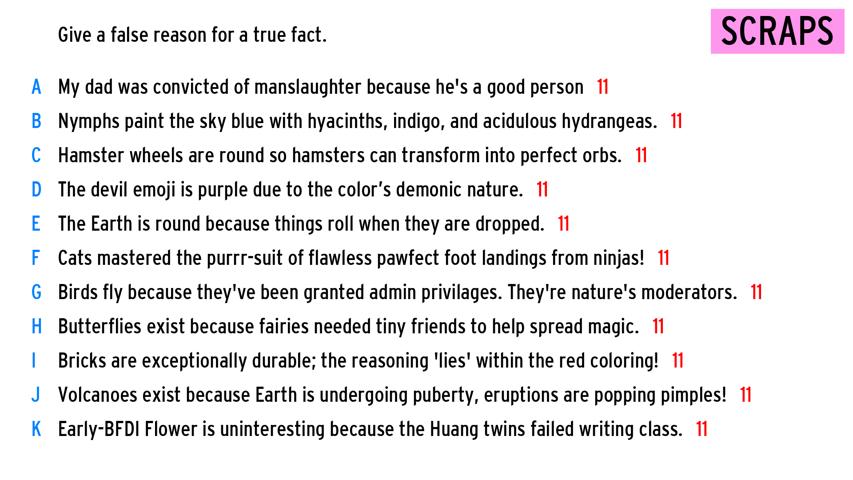 Give a false reason for a true fact.
SCRAPS
A My dad was convicted of manslaughter because he's a good person 11
B Nymphs paint the sky blue with hyacinths, indigo, and acidulous hydrangeas. 11
C Hamster wheels are round so hamsters can transform into perfect orbs. 11
D The devil emoji is purple due to the color’s demonic nature. 11
E The Earth is round because things roll when they are dropped. 11
F Cats mastered the purrr-suit of flawless pawfect foot landings from ninjas! 11
G Birds fly because they've been granted admin privilages. They're nature's moderators. 11
H Butterflies exist because fairies needed tiny friends to help spread magic. 11
I Bricks are exceptionally durable; the reasoning 'lies' within the red coloring! 11
J Volcanoes exist because Earth is undergoing puberty, eruptions are popping pimples! 11
K Early-BFDI Flower is uninteresting because the Huang twins failed writing class. 11